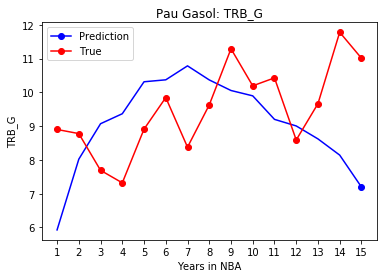 Pau Gasol: TRB_G
Prediction
True
TRB_G
12
11
10
9
8
7
6
1 2 3 4 5 6 7 8 9 10 11 12 13 14 15
Years in NBA